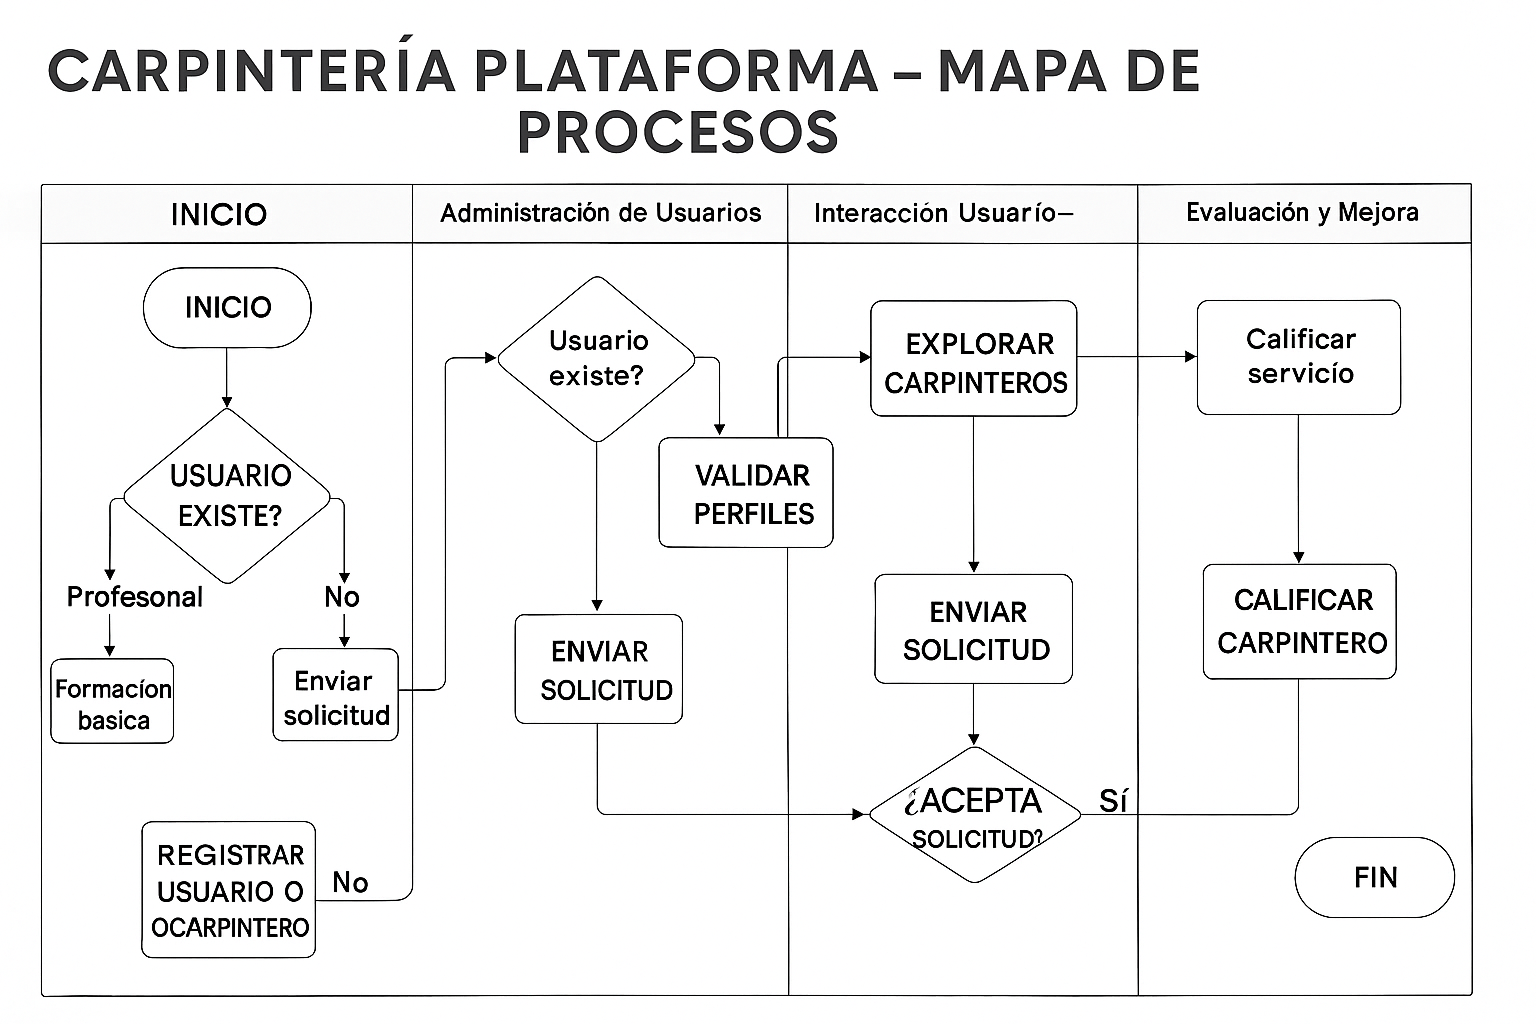 CARPINTERÍA PLATAFORMA – MAPA DE
PROCESOS
INICIO
Administración de Usuarios
Interacción Usuarío–
Evaluación y Mejora
INICIO
USUARIO
EXISTE?
Profesonal
No
Formacíon
basica
Enviar
solicitud
REGISTRAR
USUARIO O
OCARPINTERO
No
Usuario
existe?
VALIDAR
PERFILES
ENVIAR
SOLICITUD
EXPLORAR
CARPINTEROS
ENVIAR
SOLICITUD
¿ACEPTA
SOLICITUD?
Sí
Calificar
servicío
CALIFICAR
CARPINTERO
FIN